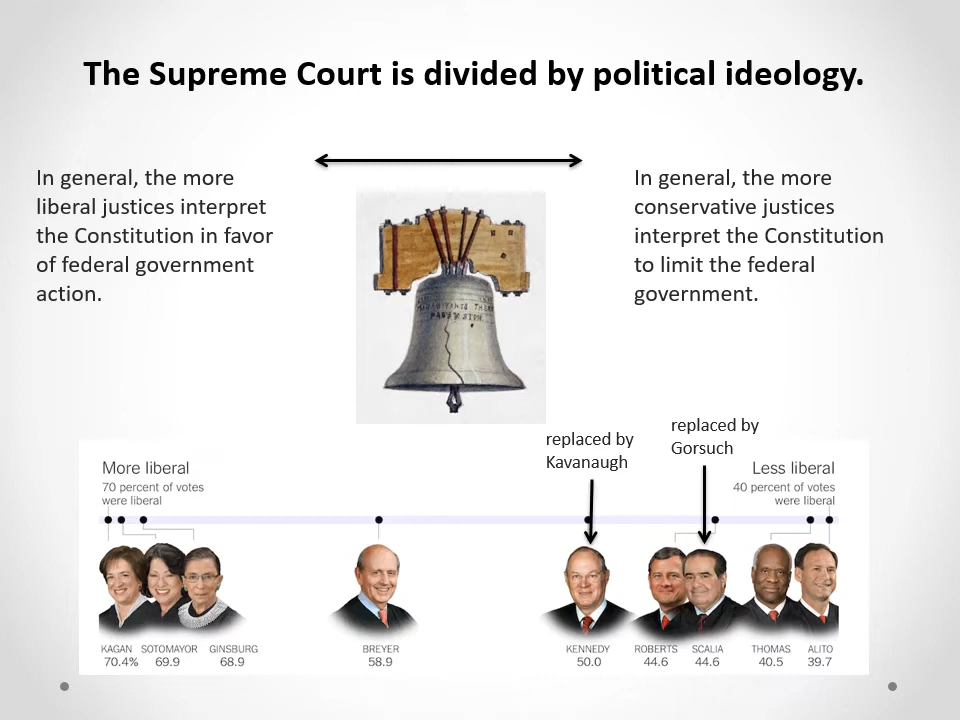 The Supreme Court is divided by political ideology.
In general, the more
liberal justices interpret
the Constitution in favor
of federal government
action.
In general, the more
conservative justices
interpret the Constitution
to limit the federal
government.
replaced by
Kavanaugh
replaced by
Gorsuch
More liberal
70 percent of votes
were liberal
Less liberal
40 percent of votes
were liberal
KAGAN SOTOMAYOR GINSBURG BREYER KENNEDY ROBERTS SCALIA THOMAS ALITO
70.4% 69.9 68.9 58.9 50.0 44.6 44.6 40.5 39.7